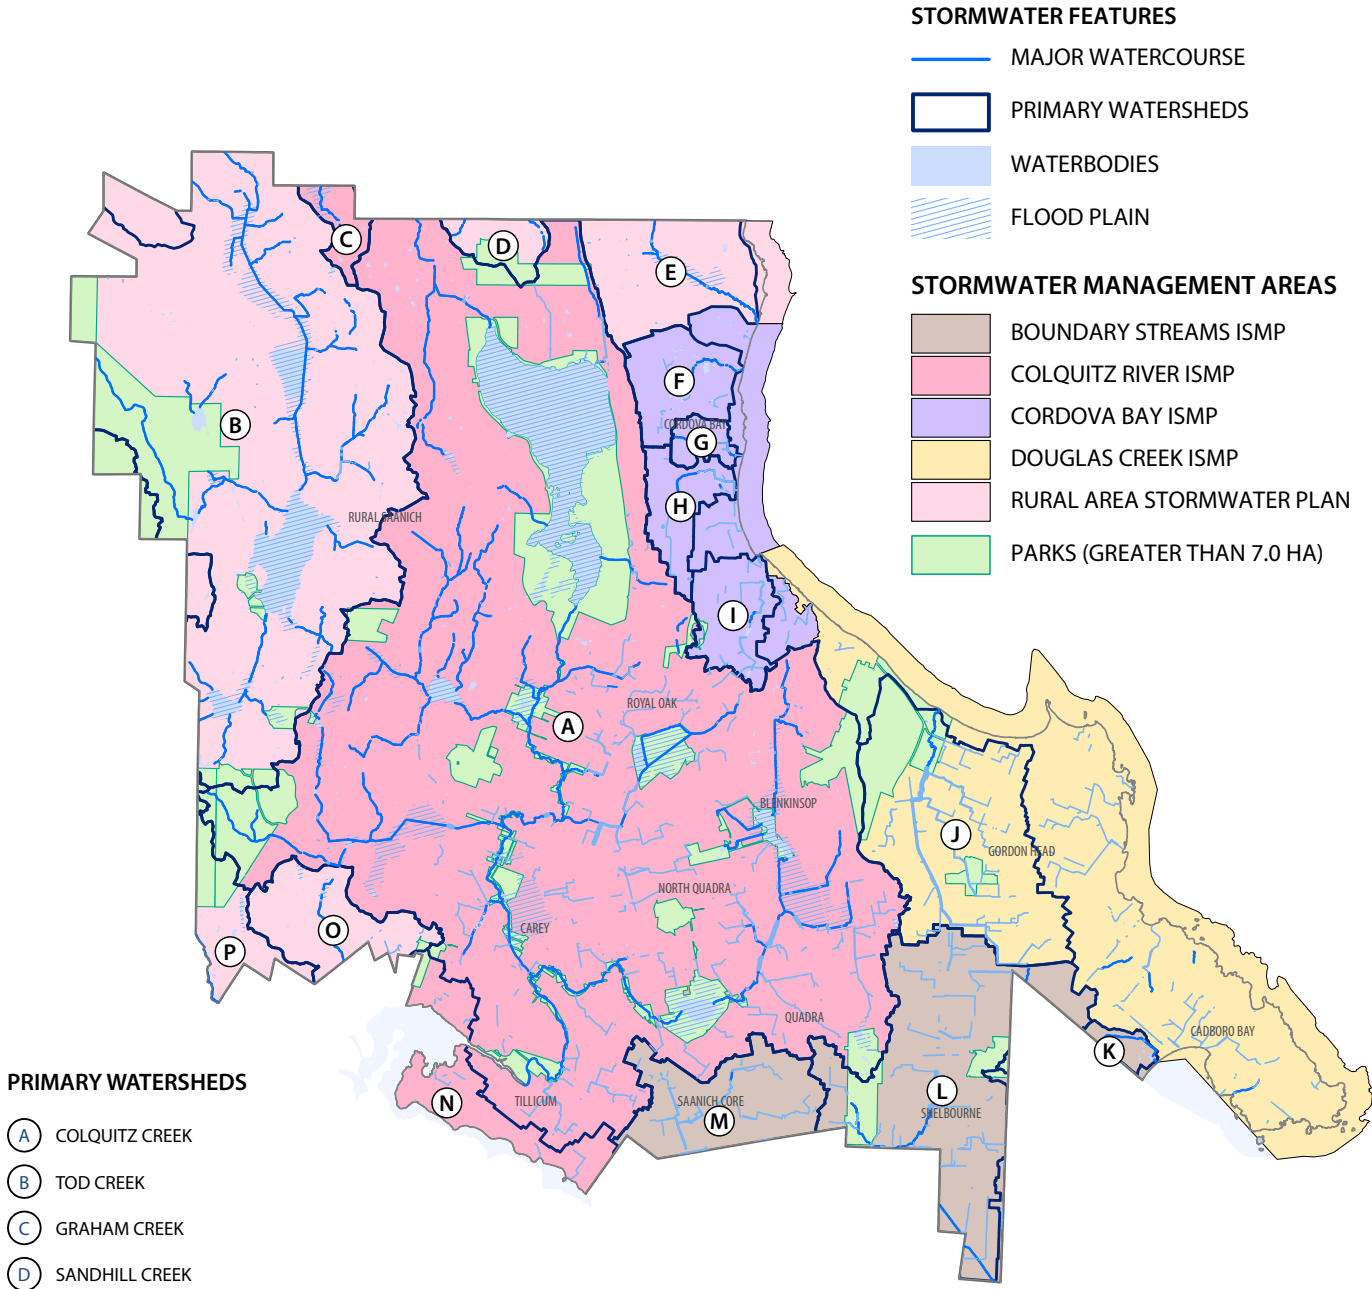 STORMWATER FEATURES
MAJOR WATERCOURSE
PRIMARY WATERSHEDS
WATERBODIES
FLOOD PLAIN
STORMWATER MANAGEMENT AREAS
BOUNDARY STREAMS ISMP
COLQUITZ RIVER ISMP
CORDOVA BAY ISMP
DOUGLAS CREEK ISMP
RURAL AREA STORMWATER PLAN
PARKS (GREATER THAN 7.0 HA)
C
D
E
F
B
CORDOVA BAY
G
H
RURAL SAANICH
I
ROYAL OAK
A
BLENKINSOP
J
GORDON HEAD
NORTH QUADRA
CAREY
O
P
QUADRA
CADBORO BAY
K
L
SHELBOURNE
SAANICH CORE
M
TILLICUM
N
PRIMARY WATERSHEDS
A COLQUITZ CREEK
B TOD CREEK
C GRAHAM CREEK
D SANDHILL CREEK